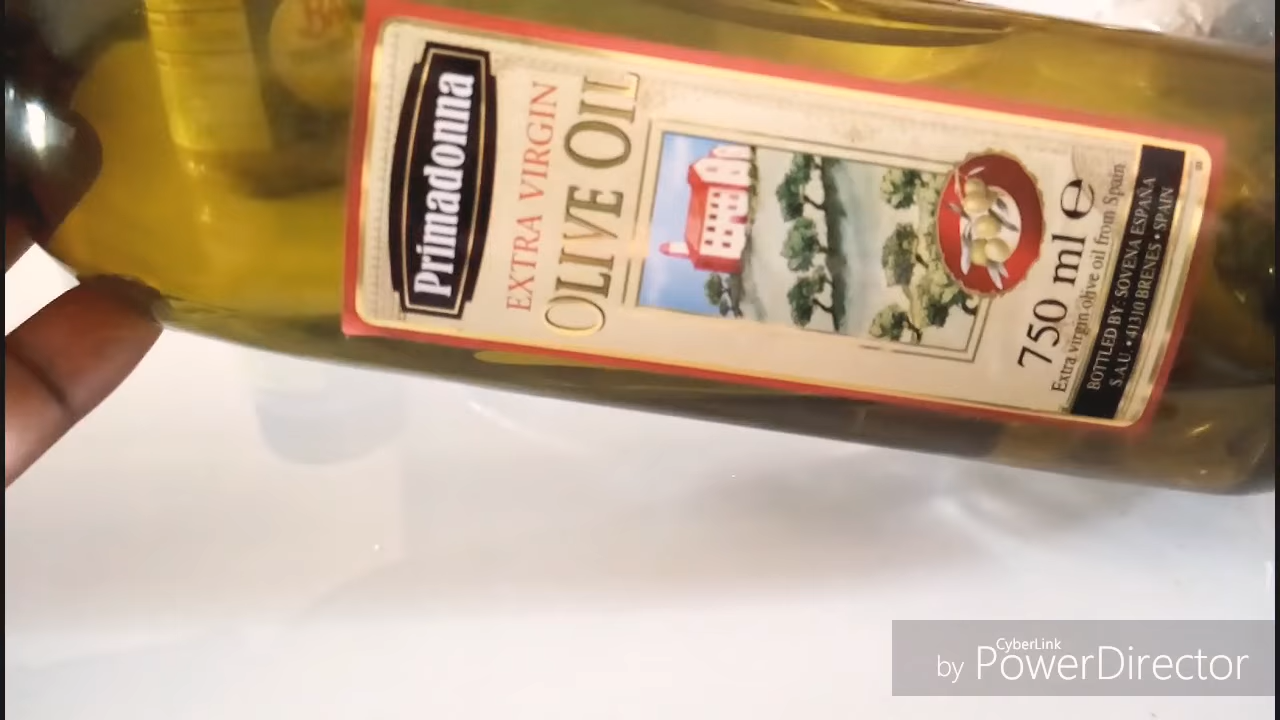 Primadonna
EXTRA VIRGIN
OLIVE OIL
750 ml e
Extra virgin olive oil from Spain
BOTTLED BY: SOVENA ESPAÑA
S.A.U. • 41310 BRENES • SPAIN
CyberLink
by PowerDirector